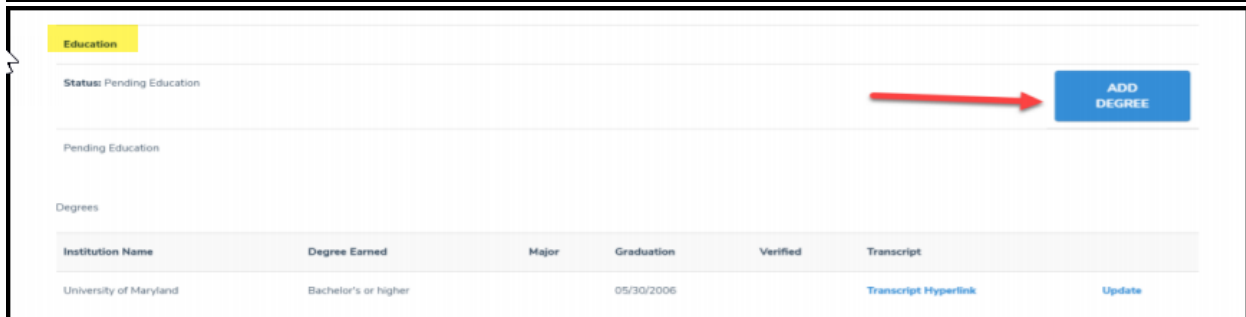 Education
Status: Pending Education
ADD
DEGREE
Pending Education
Degrees
Institution Name Degree Earned Major Graduation Verified Transcript
University of Maryland Bachelor's or higher 05/30/2006 Transcript Hyperlink Update